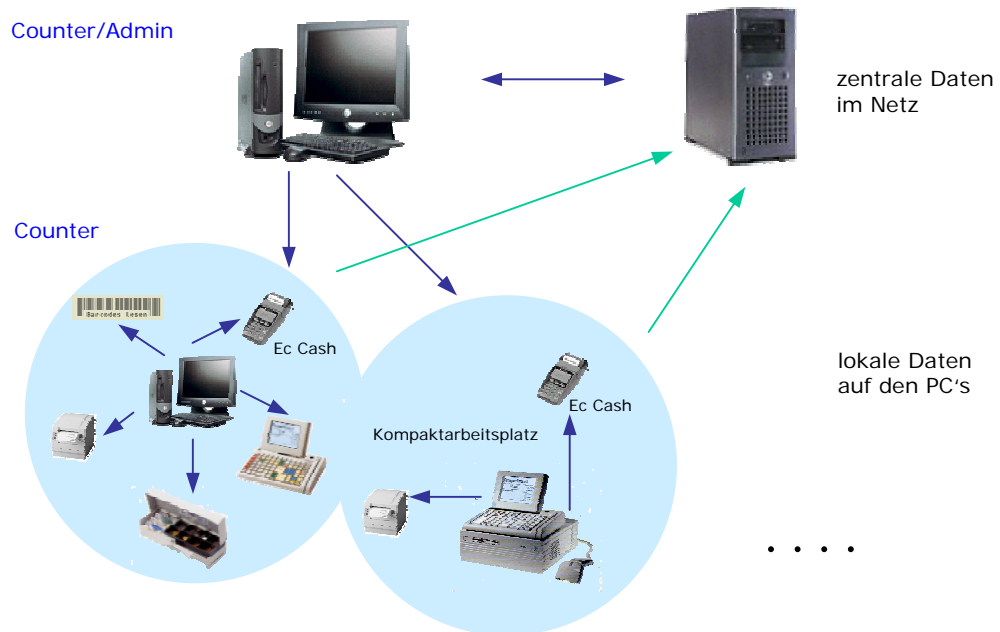 Counter/Admin
zentrale Daten
im Netz
Counter
Barcodes lesen
Ec Cash
lokale Daten
auf den PC‘s
Ec Cash
Kompaktarbeitsplatz
. . . .